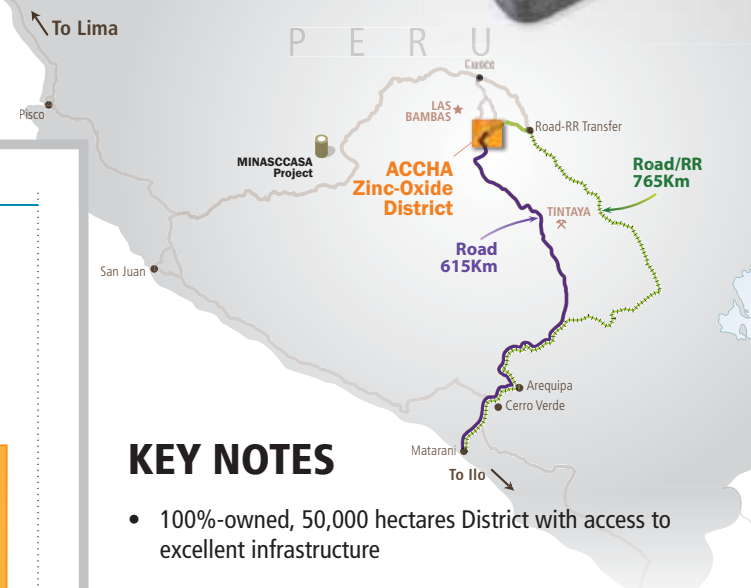 To Lima
P E R U
Cusco
Pisco
LAS
BAMBAS
Road-RR Transfer
MINASCCASA
Project
ACCHA
Zinc-Oxide
District
Road/RR
765Km
TINTAYA
Road
615Km
San Juan
Arequipa
Cerro Verde
Matarani
To Ilo
KEY NOTES
• 100%-owned, 50,000 hectares District with access to
excellent infrastructure